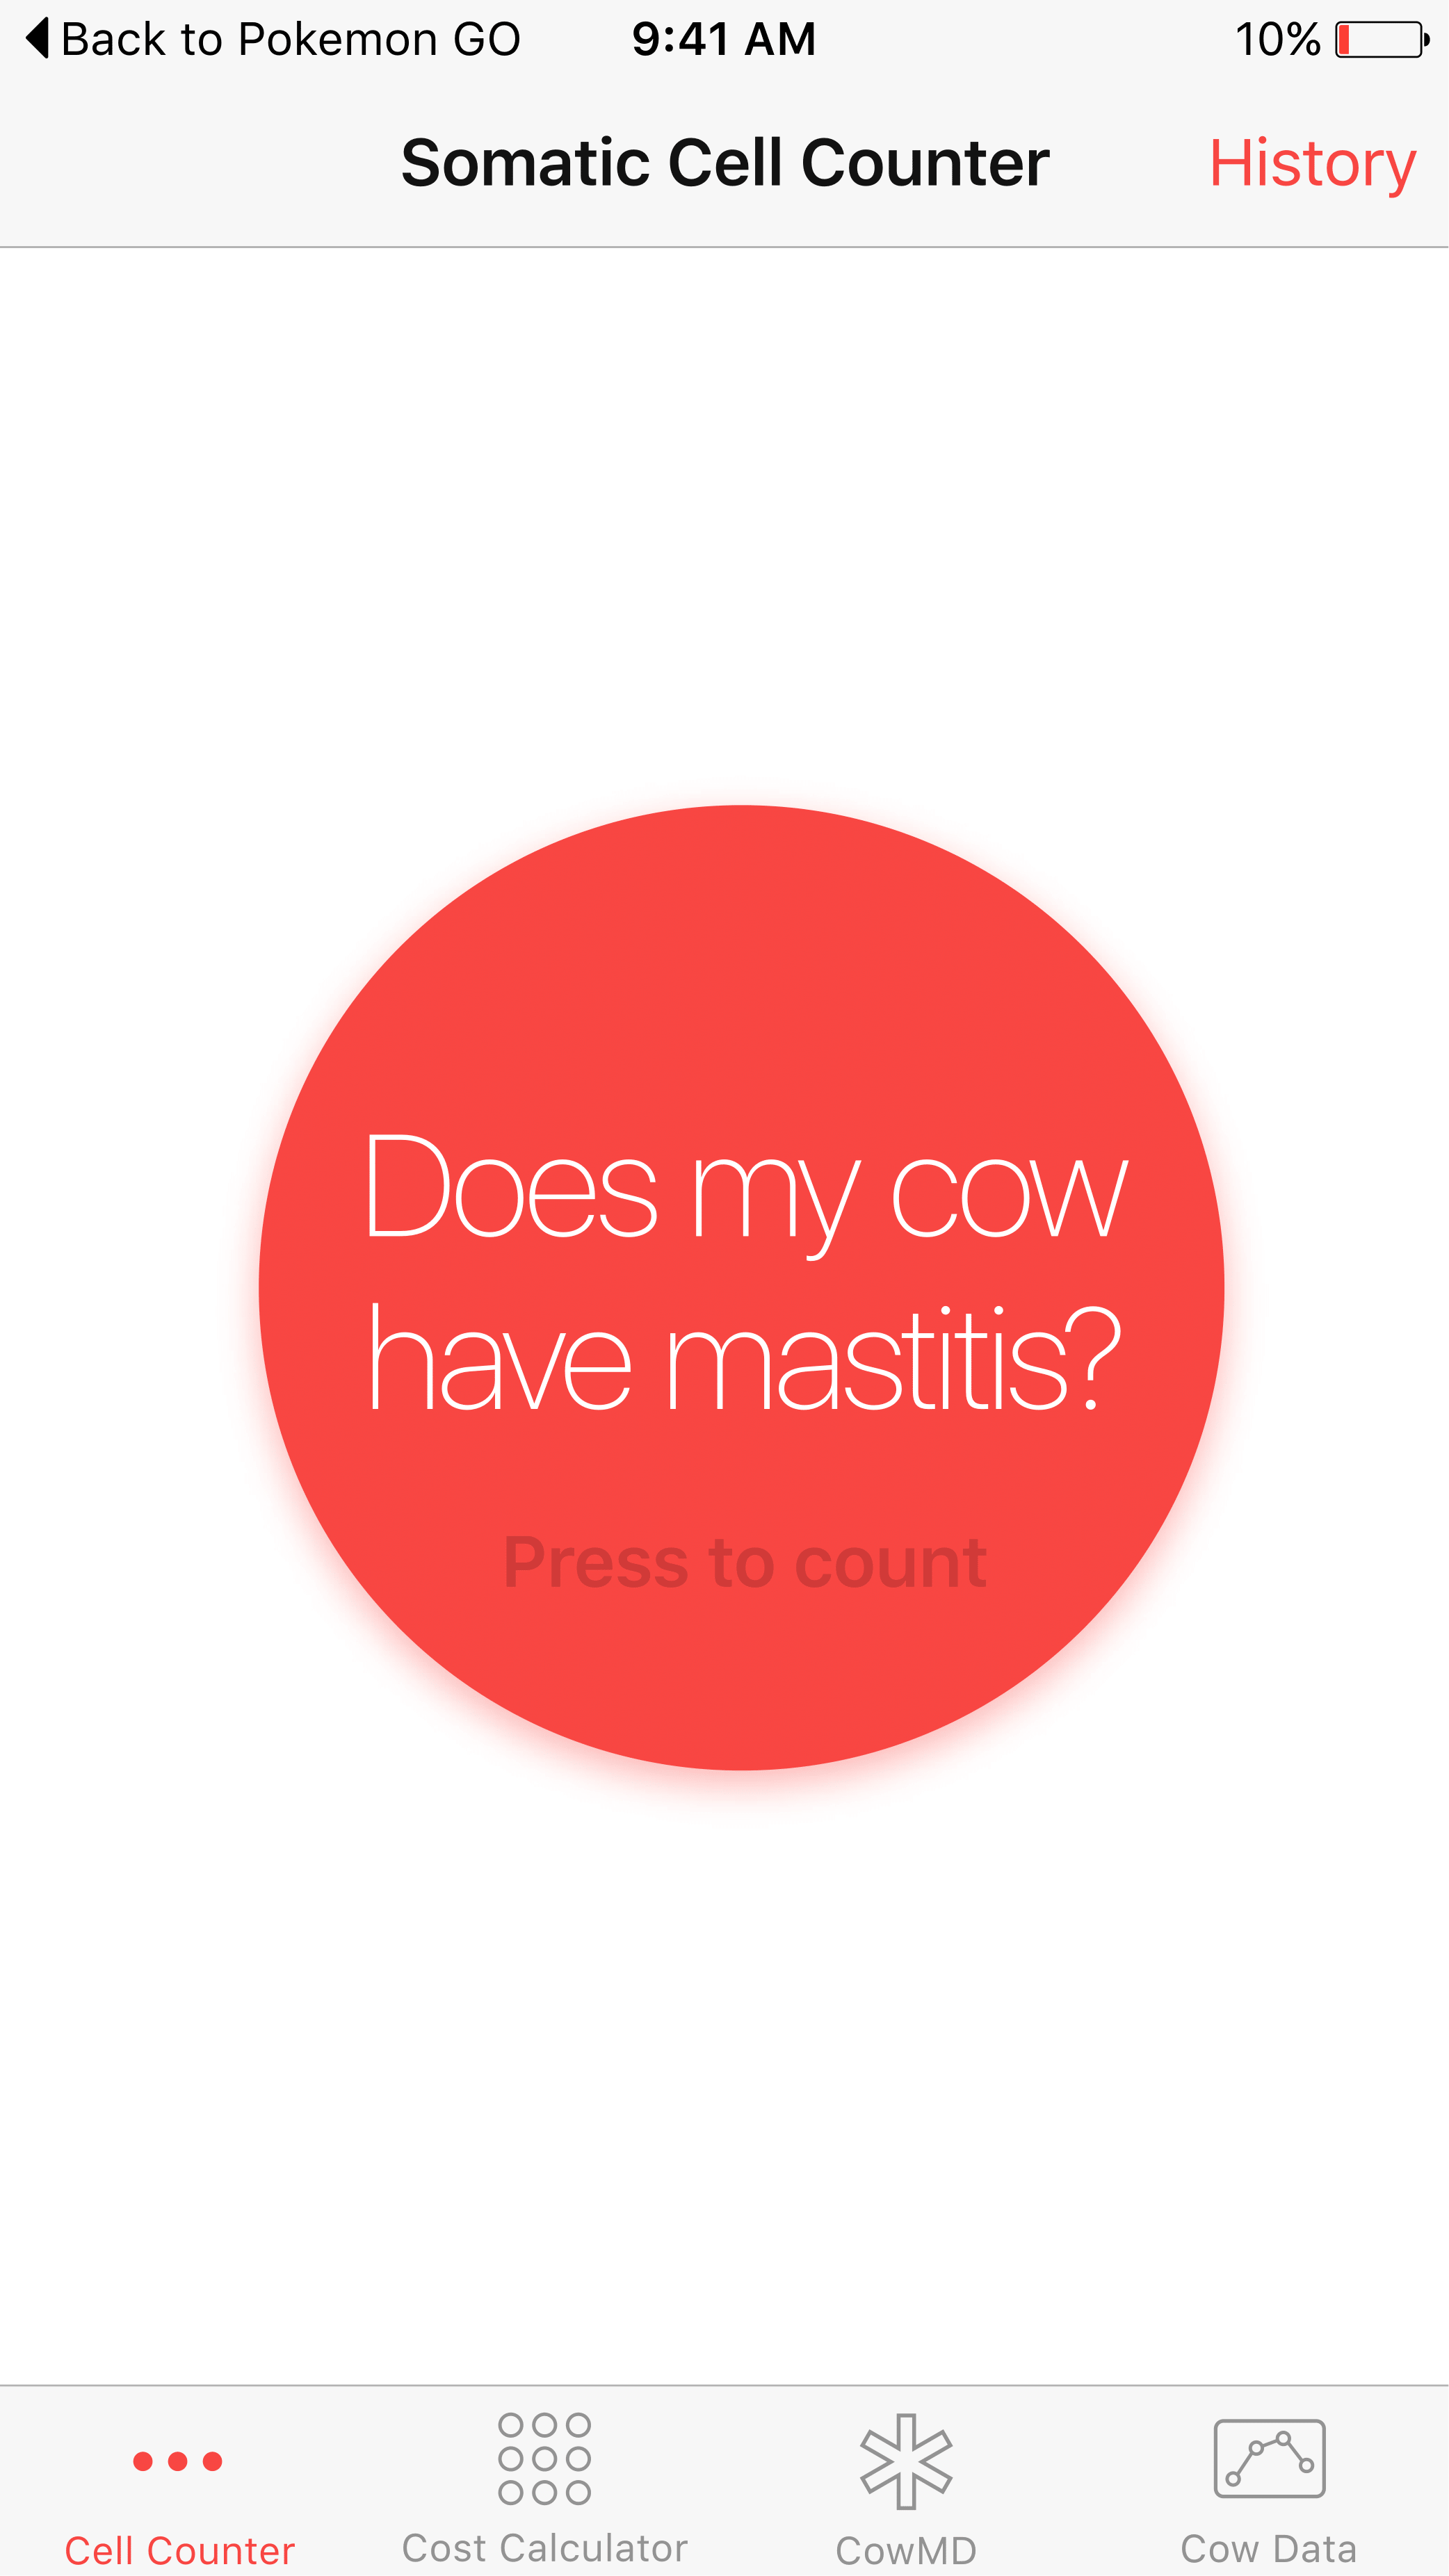 Back to Pokemon GO 9:41 AM 10%
Somatic Cell Counter History
Does my cow
have mastitis?
Press to count
Cell Counter Cost Calculator CowMD Cow Data